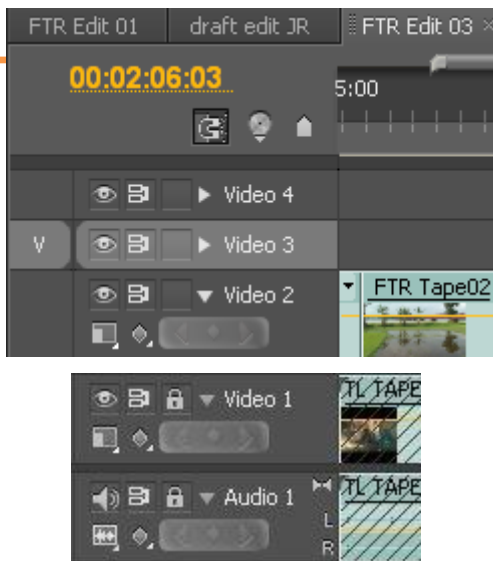 FTR Edit 01 draft edit JR FTR Edit 03
00:02:06:03
5:00
Video 4
V Video 3
Video 2 FTR Tape02
Video 1 TL TAPE
Audio 1 TL TAPE
L
R